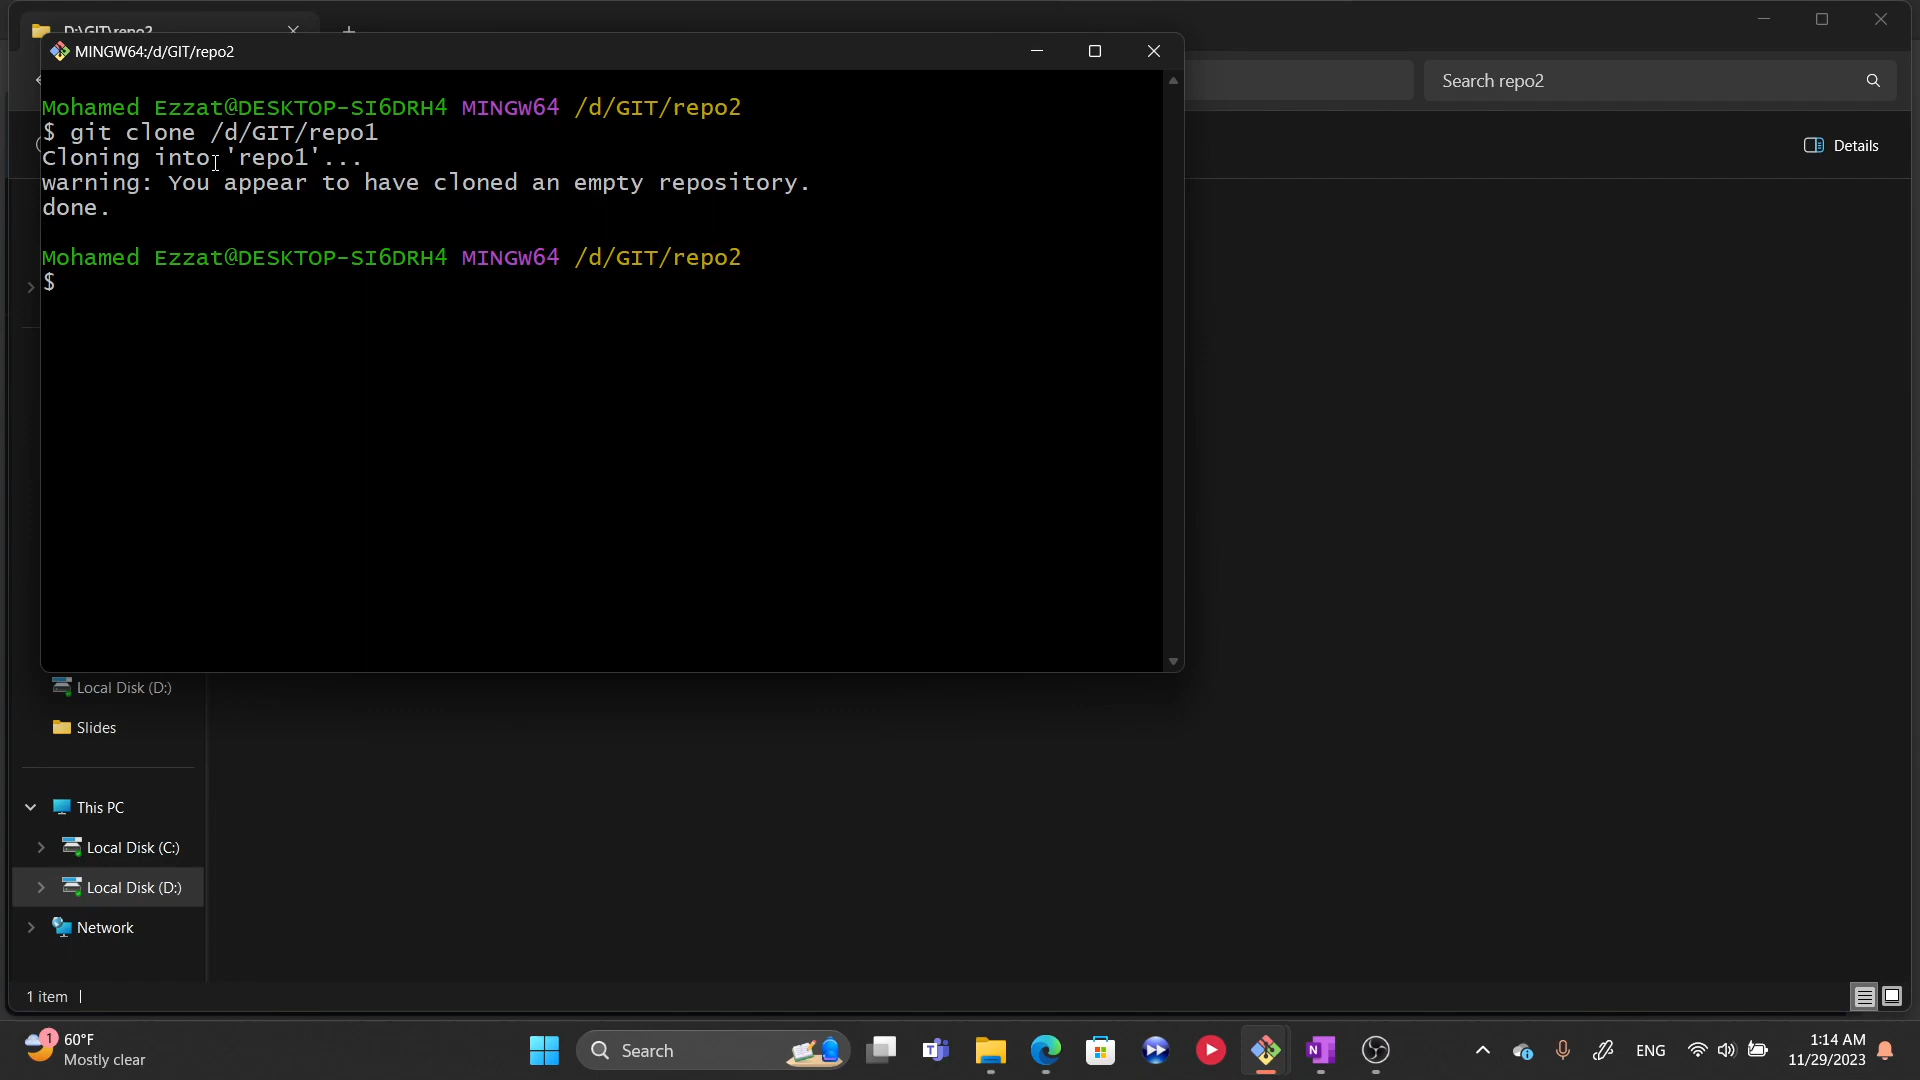 D:\GIT\repo2
MINGW64:/d/GIT/repo2
Search repo2
Mohamed Ezzat@DESKTOP-SI6DRH4 MINGW64 /d/GIT/repo2
$ git clone /d/GIT/repo1
Cloning into 'repo1'...
warning: You appear to have cloned an empty repository.
done.
Mohamed Ezzat@DESKTOP-SI6DRH4 MINGW64 /d/GIT/repo2
$
Details
Local Disk (D:)
Slides
This PC
Local Disk (C:)
Local Disk (D:)
Network
1 item
1
60°F
Mostly clear
Search
ENG
1:14 AM
11/29/2023